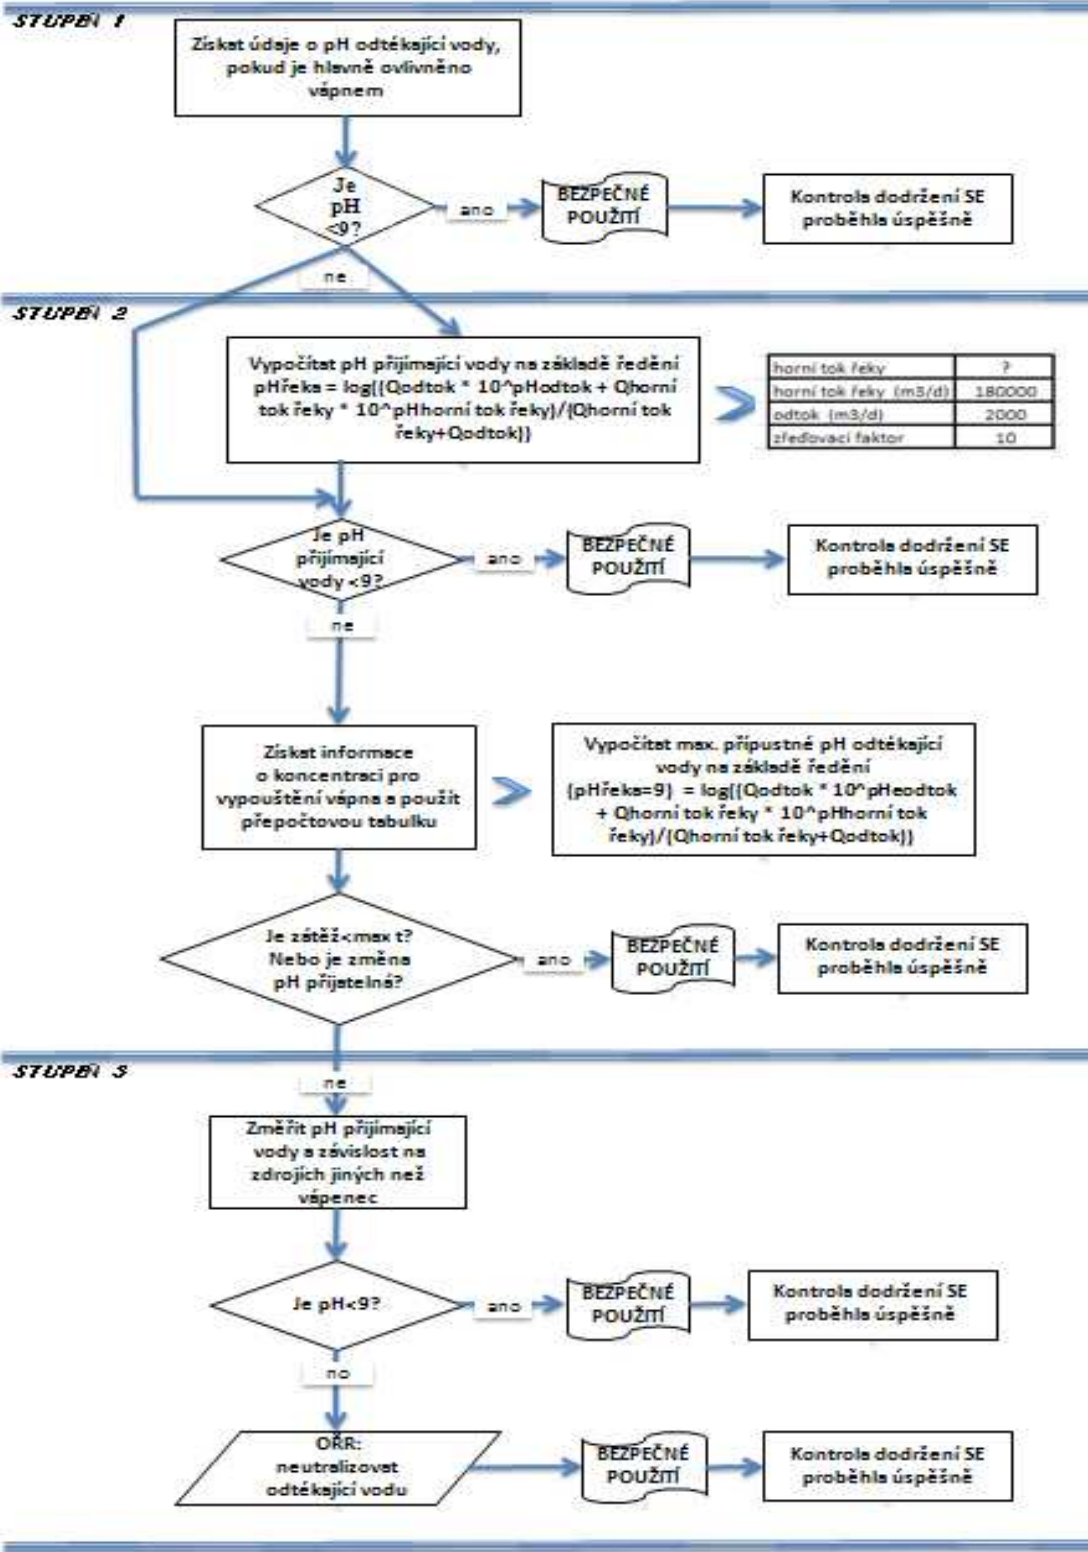 STUPEŇ 1
Získat údaje o pH odtékající vody,
pokud je hlavně ovlivněno
vápnem
Je
pH
<9?
ano
BEZPEČNÉ
POUŽITÍ
Kontrola dodržení SE
proběhla úspěšně
ne
STUPEŇ 2
Vypočítat pH přijímající vody na základě ředění
pHřeka = log((Qodtok * 10^pHodtok + Qhorní
tok řeky * 10^pHhorní tok řeky)/(Qhorní tok
řeky+Qodtok))
horní tok řeky ?
horní tok řeky (m3/d) 180000
odtok (m3/d) 2000
zřeďovací faktor 10
Je pH
přijímající
vody <9?
ano
BEZPEČNÉ
POUŽITÍ
Kontrola dodržení SE
proběhla úspěšně
ne
Získat informace
o koncentraci pro
vypouštění vápna a použít
přepočtovou tabulku
Vypočítat max. přípustné pH odtékající
vody na základě ředění
(pHřeka=9) = log((Qodtok * 10^pHeodtok
+ Qhorní tok řeky * 10^pHhorní tok
řeky)/(Qhorní tok řeky+Qodtok))
Je zátěž<max t?
Nebo je změna
pH přijatelná?
ano
BEZPEČNÉ
POUŽITÍ
Kontrola dodržení SE
proběhla úspěšně
STUPEŇ 3
ne
Změřit pH přijímající
vody a závislost na
zdrojích jiných než
vápenec
Je pH<9?
ano
BEZPEČNÉ
POUŽITÍ
Kontrola dodržení SE
proběhla úspěšně
no
OŘR:
neutralizovat
odtékající vodu
BEZPEČNÉ
POUŽITÍ
Kontrola dodržení SE
proběhla úspěšně